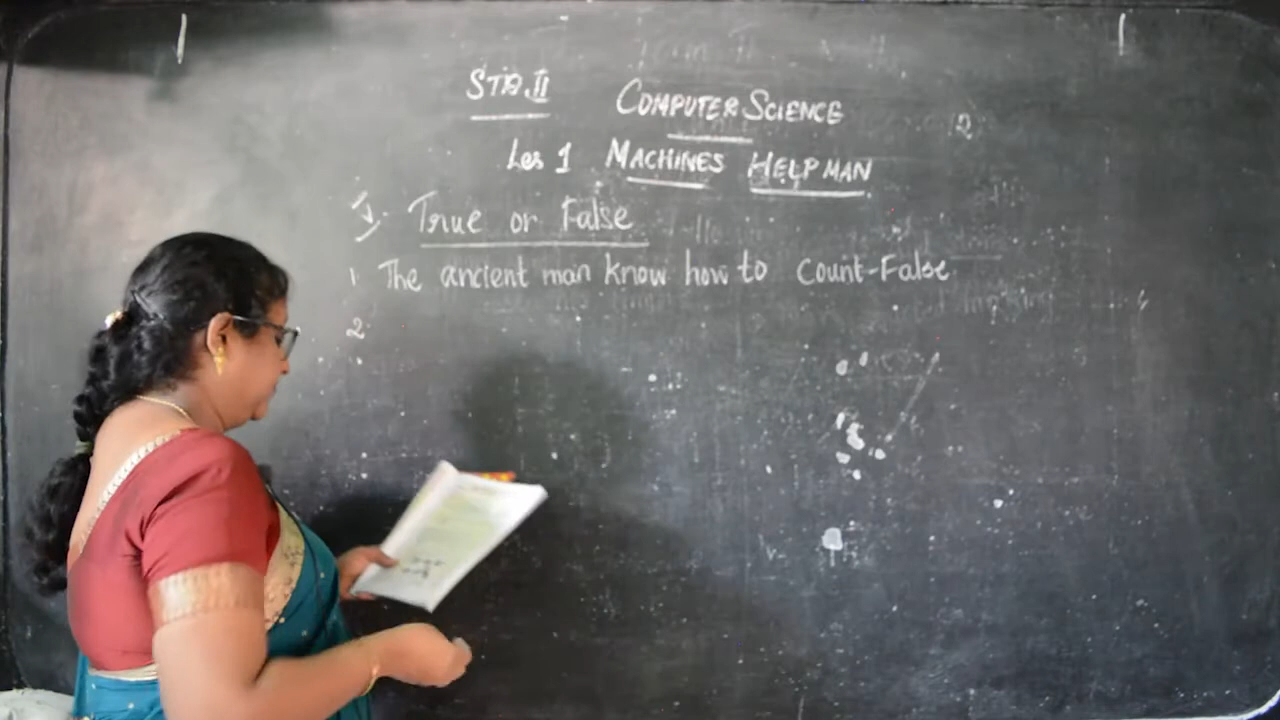 STD.II COMPUTER SCIENCE
Les 1 MACHINES HELP MAN
I. True or False
1. The ancient man know how to Count-False.
2.